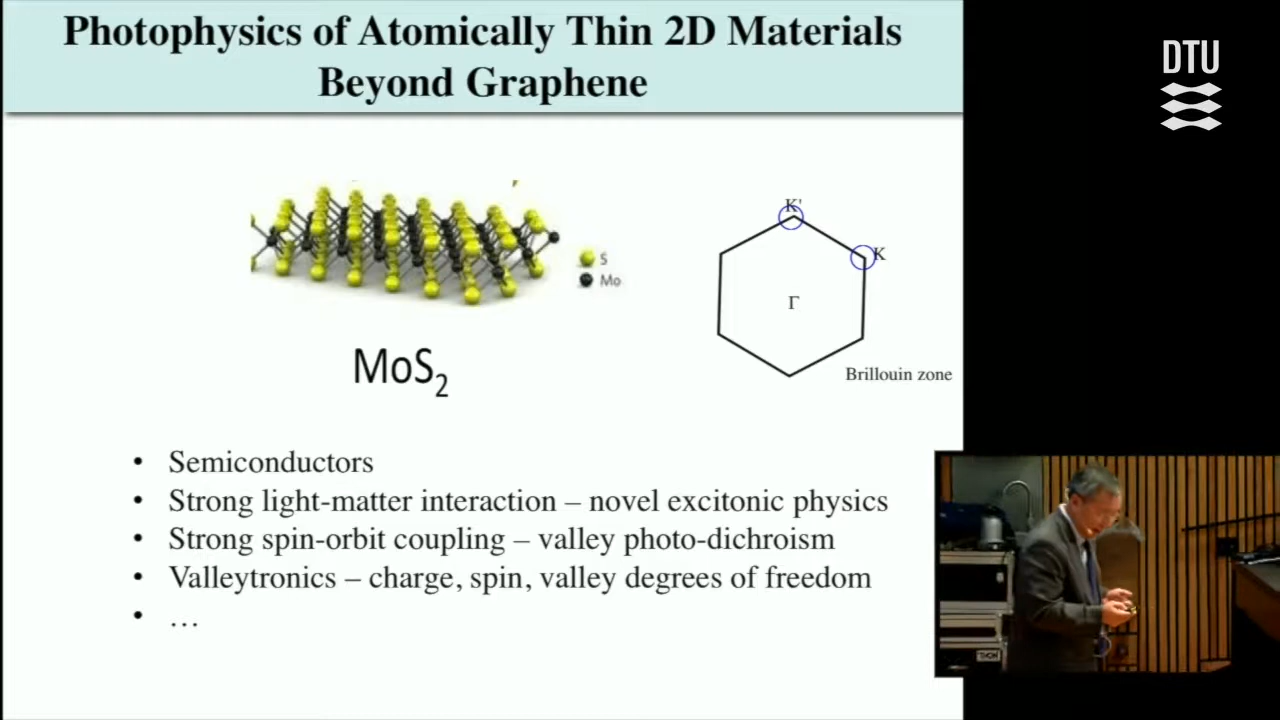 Photophysics of Atomically Thin 2D Materials
Beyond Graphene
DTU
K'
K
S
Mo
Γ
MoS₂
Brillouin zone
• Semiconductors
• Strong light-matter interaction – novel excitonic physics
• Strong spin-orbit coupling – valley photo-dichroism
• Valleytronics – charge, spin, valley degrees of freedom
• …